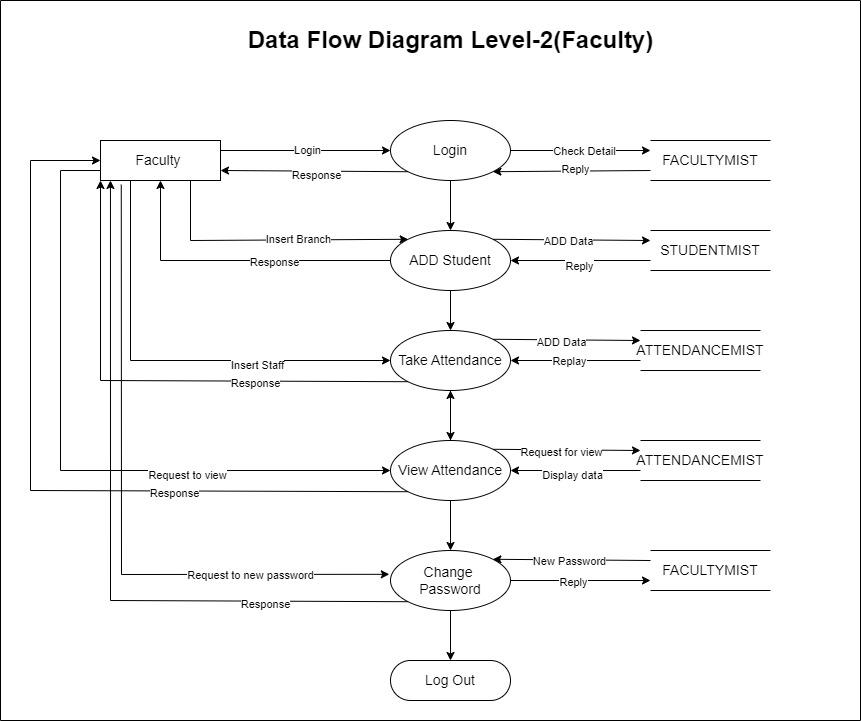 Data Flow Diagram Level-2(Faculty)
Faculty
Login
Login
Check Detail
FACULTYMIST
Response
Reply
Insert Branch
ADD Student
ADD Data
STUDENTMIST
Response
Reply
Insert Staff
Take Attendance
ADD Data
ATTENDANCEMIST
Response
Replay
Request to view
View Attendance
Request for view
ATTENDANCEMIST
Response
Display data
Request to new password
Change
Password
New Password
FACULTYMIST
Response
Reply
Log Out